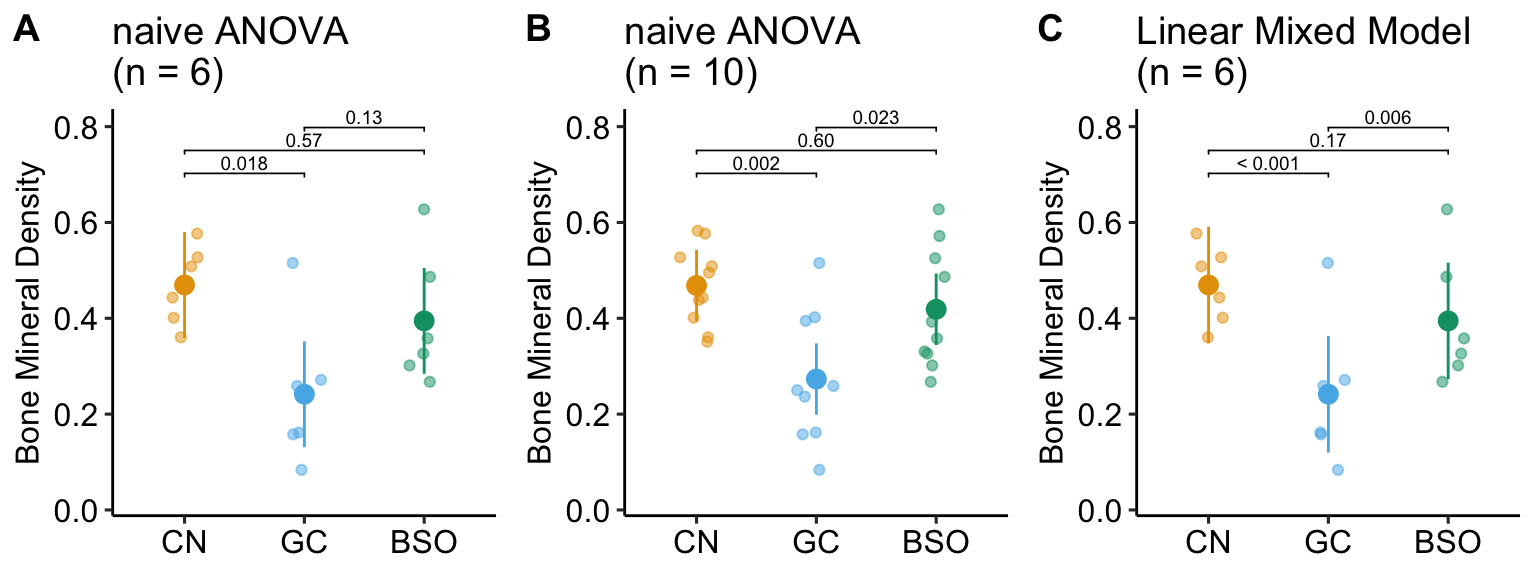 A
naive ANOVA
(n = 6)
Bone Mineral Density
0.8
0.6
0.4
0.2
0.0
0.13
0.57
0.018
CN GC BSO
B
naive ANOVA
(n = 10)
Bone Mineral Density
0.8
0.6
0.4
0.2
0.0
0.023
0.60
0.002
CN GC BSO
C
Linear Mixed Model
(n = 6)
Bone Mineral Density
0.8
0.6
0.4
0.2
0.0
0.006
0.17
< 0.001
CN GC BSO